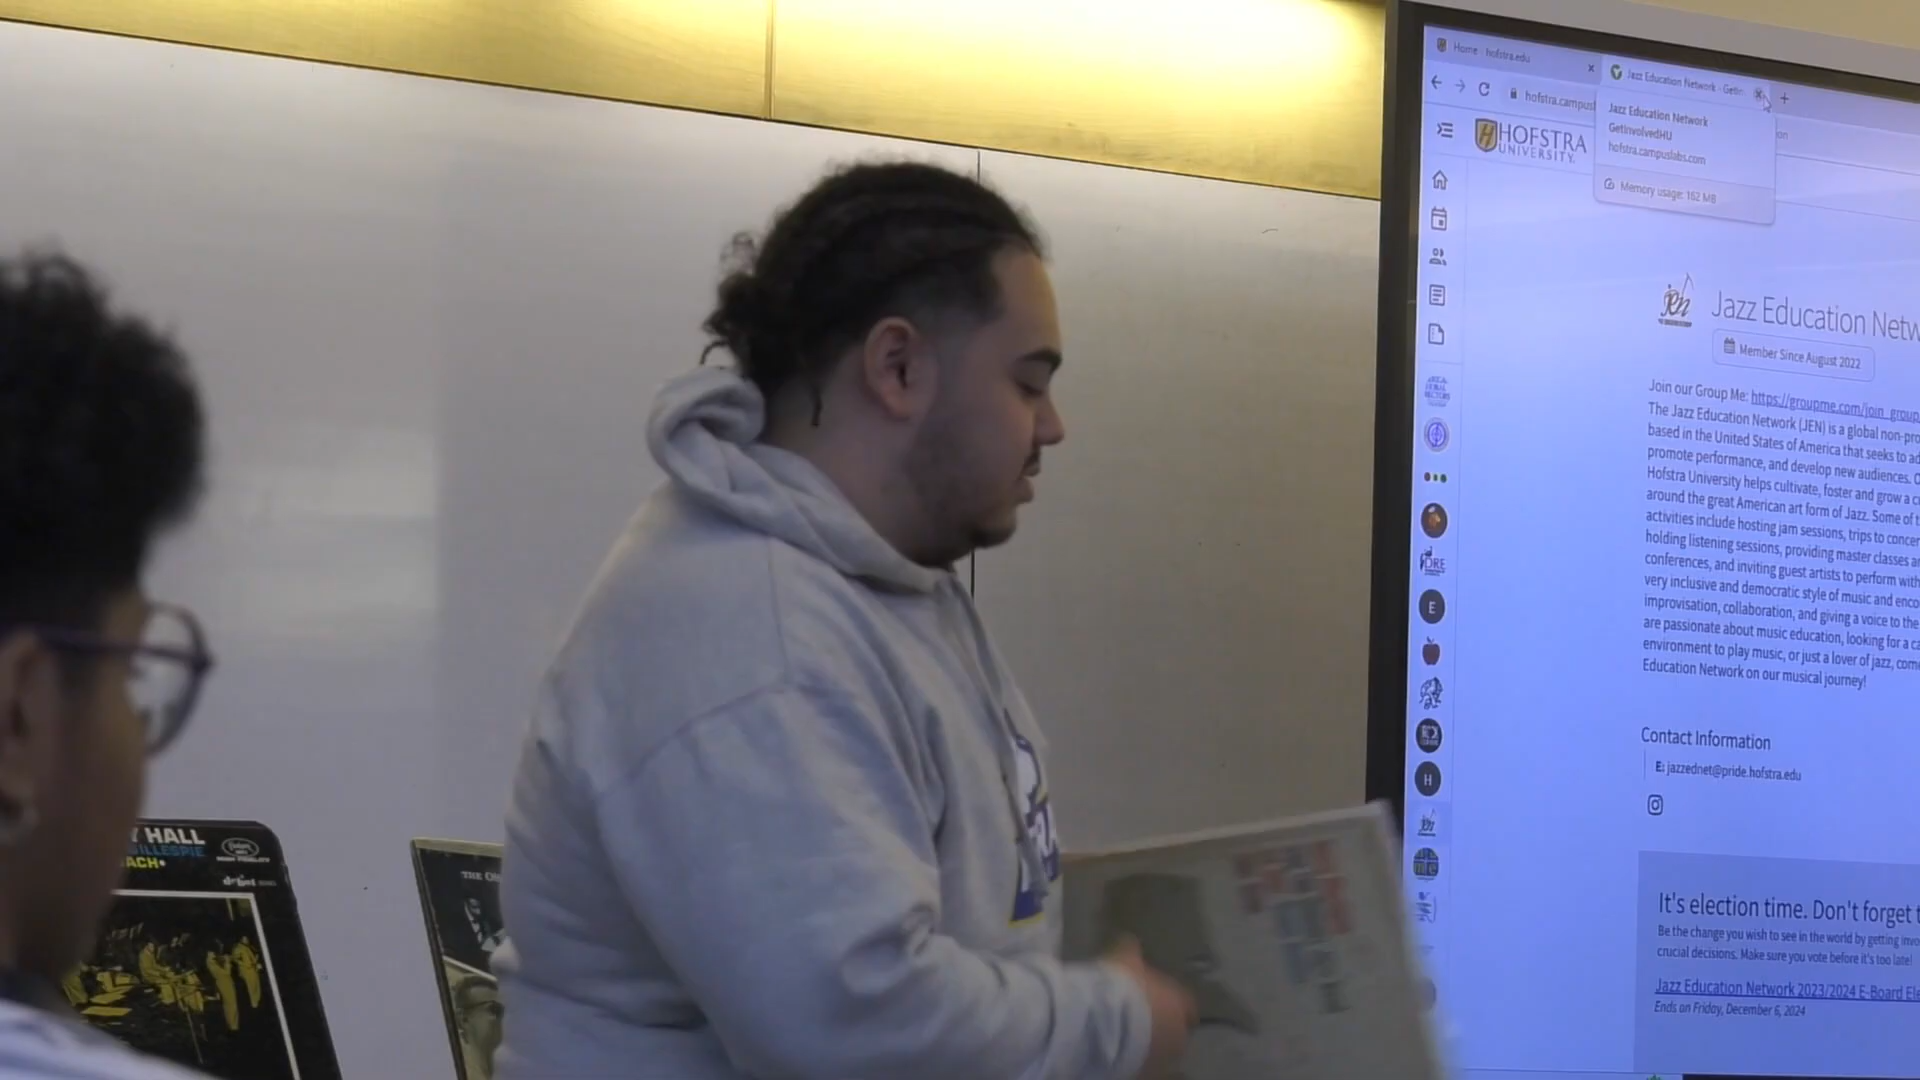 Home - hofstra.edu
Jazz Education Network - GetIn
hofstra.campusl
Jazz Education Network
GetInvolvedHU
hofstra.campuslabs.com
Memory usage: 162 MB
HOFSTRA
UNIVERSITY.
jen
Jazz Education Netw
Member Since August 2022
Join our Group Me: https://groupme.com/join_group
The Jazz Education Network (JEN) is a global non-pro
based in the United States of America that seeks to ad
promote performance, and develop new audiences. O
Hofstra University helps cultivate, foster and grow a c
around the great American art form of Jazz. Some of t
activities include hosting jam sessions, trips to concer
holding listening sessions, providing master classes a
conferences, and inviting guest artists to perform with
very inclusive and democratic style of music and enco
improvisation, collaboration, and giving a voice to the
are passionate about music education, looking for a ca
environment to play music, or just a lover of jazz, come
Education Network on our musical journey!
Contact Information
E: jazzednet@pride.hofstra.edu
It's election time. Don't forget t
Be the change you wish to see in the world by getting invo
crucial decisions. Make sure you vote before it's too late!
Jazz Education Network 2023/2024 E-Board Ele
Ends on Friday, December 6, 2024
E
H
jen
Y HALL
GILLESPIE
ACH•
debut
THE